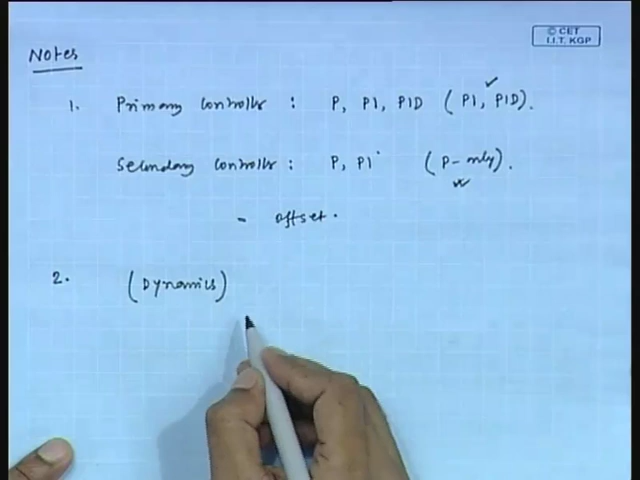 © CET
I.I.T. KGP
Notes
1. Primary Controller : P, PI, PID (PI, PID).
Secondary Controller : P, PI (P-only).
- offset.
2. (Dynamics)